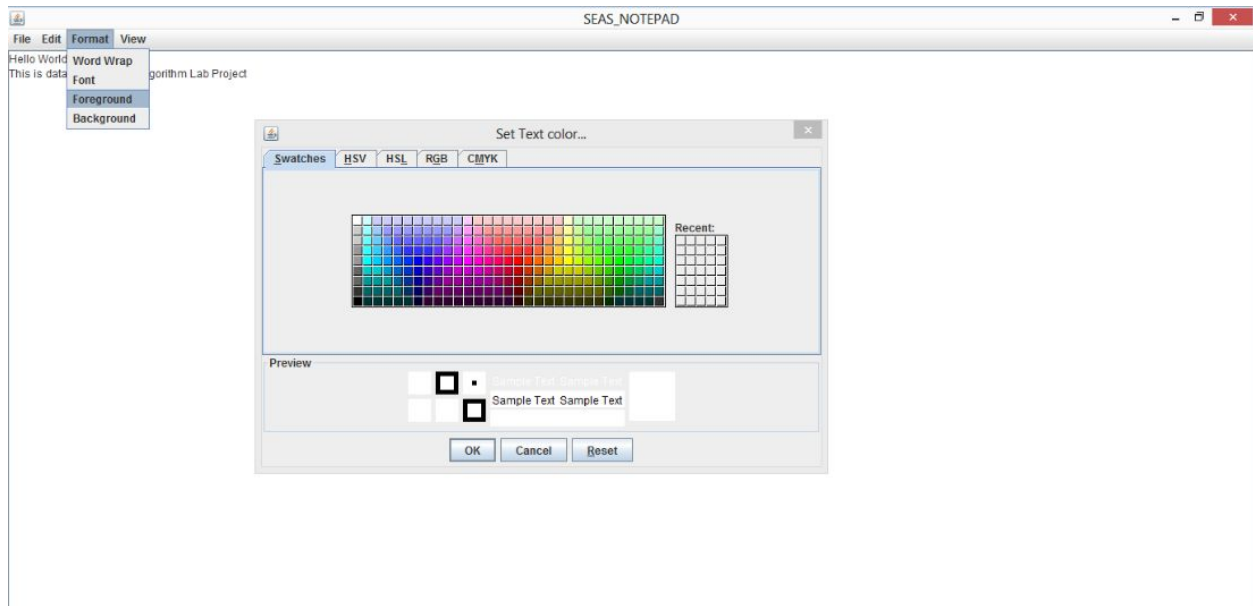 SEAS_NOTEPAD
File Edit Format View
Hello World
This is data gorithm Lab Project
Word Wrap
Font
Foreground
Background
Set Text color...
Swatches HSV HSL RGB CMYK
Recent:
Preview
Sample Text Sample Text
Sample Text Sample Text
OK Cancel Reset